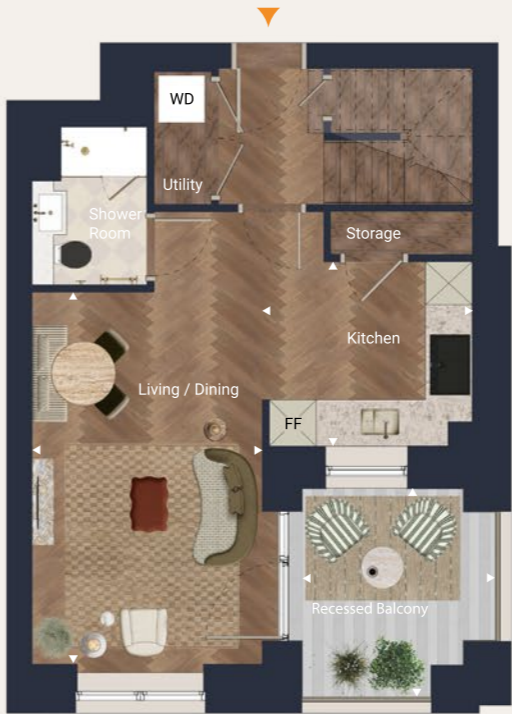 WD
Utility
Shower
Room
Storage
Kitchen
Living / Dining
FF
Recessed Balcony